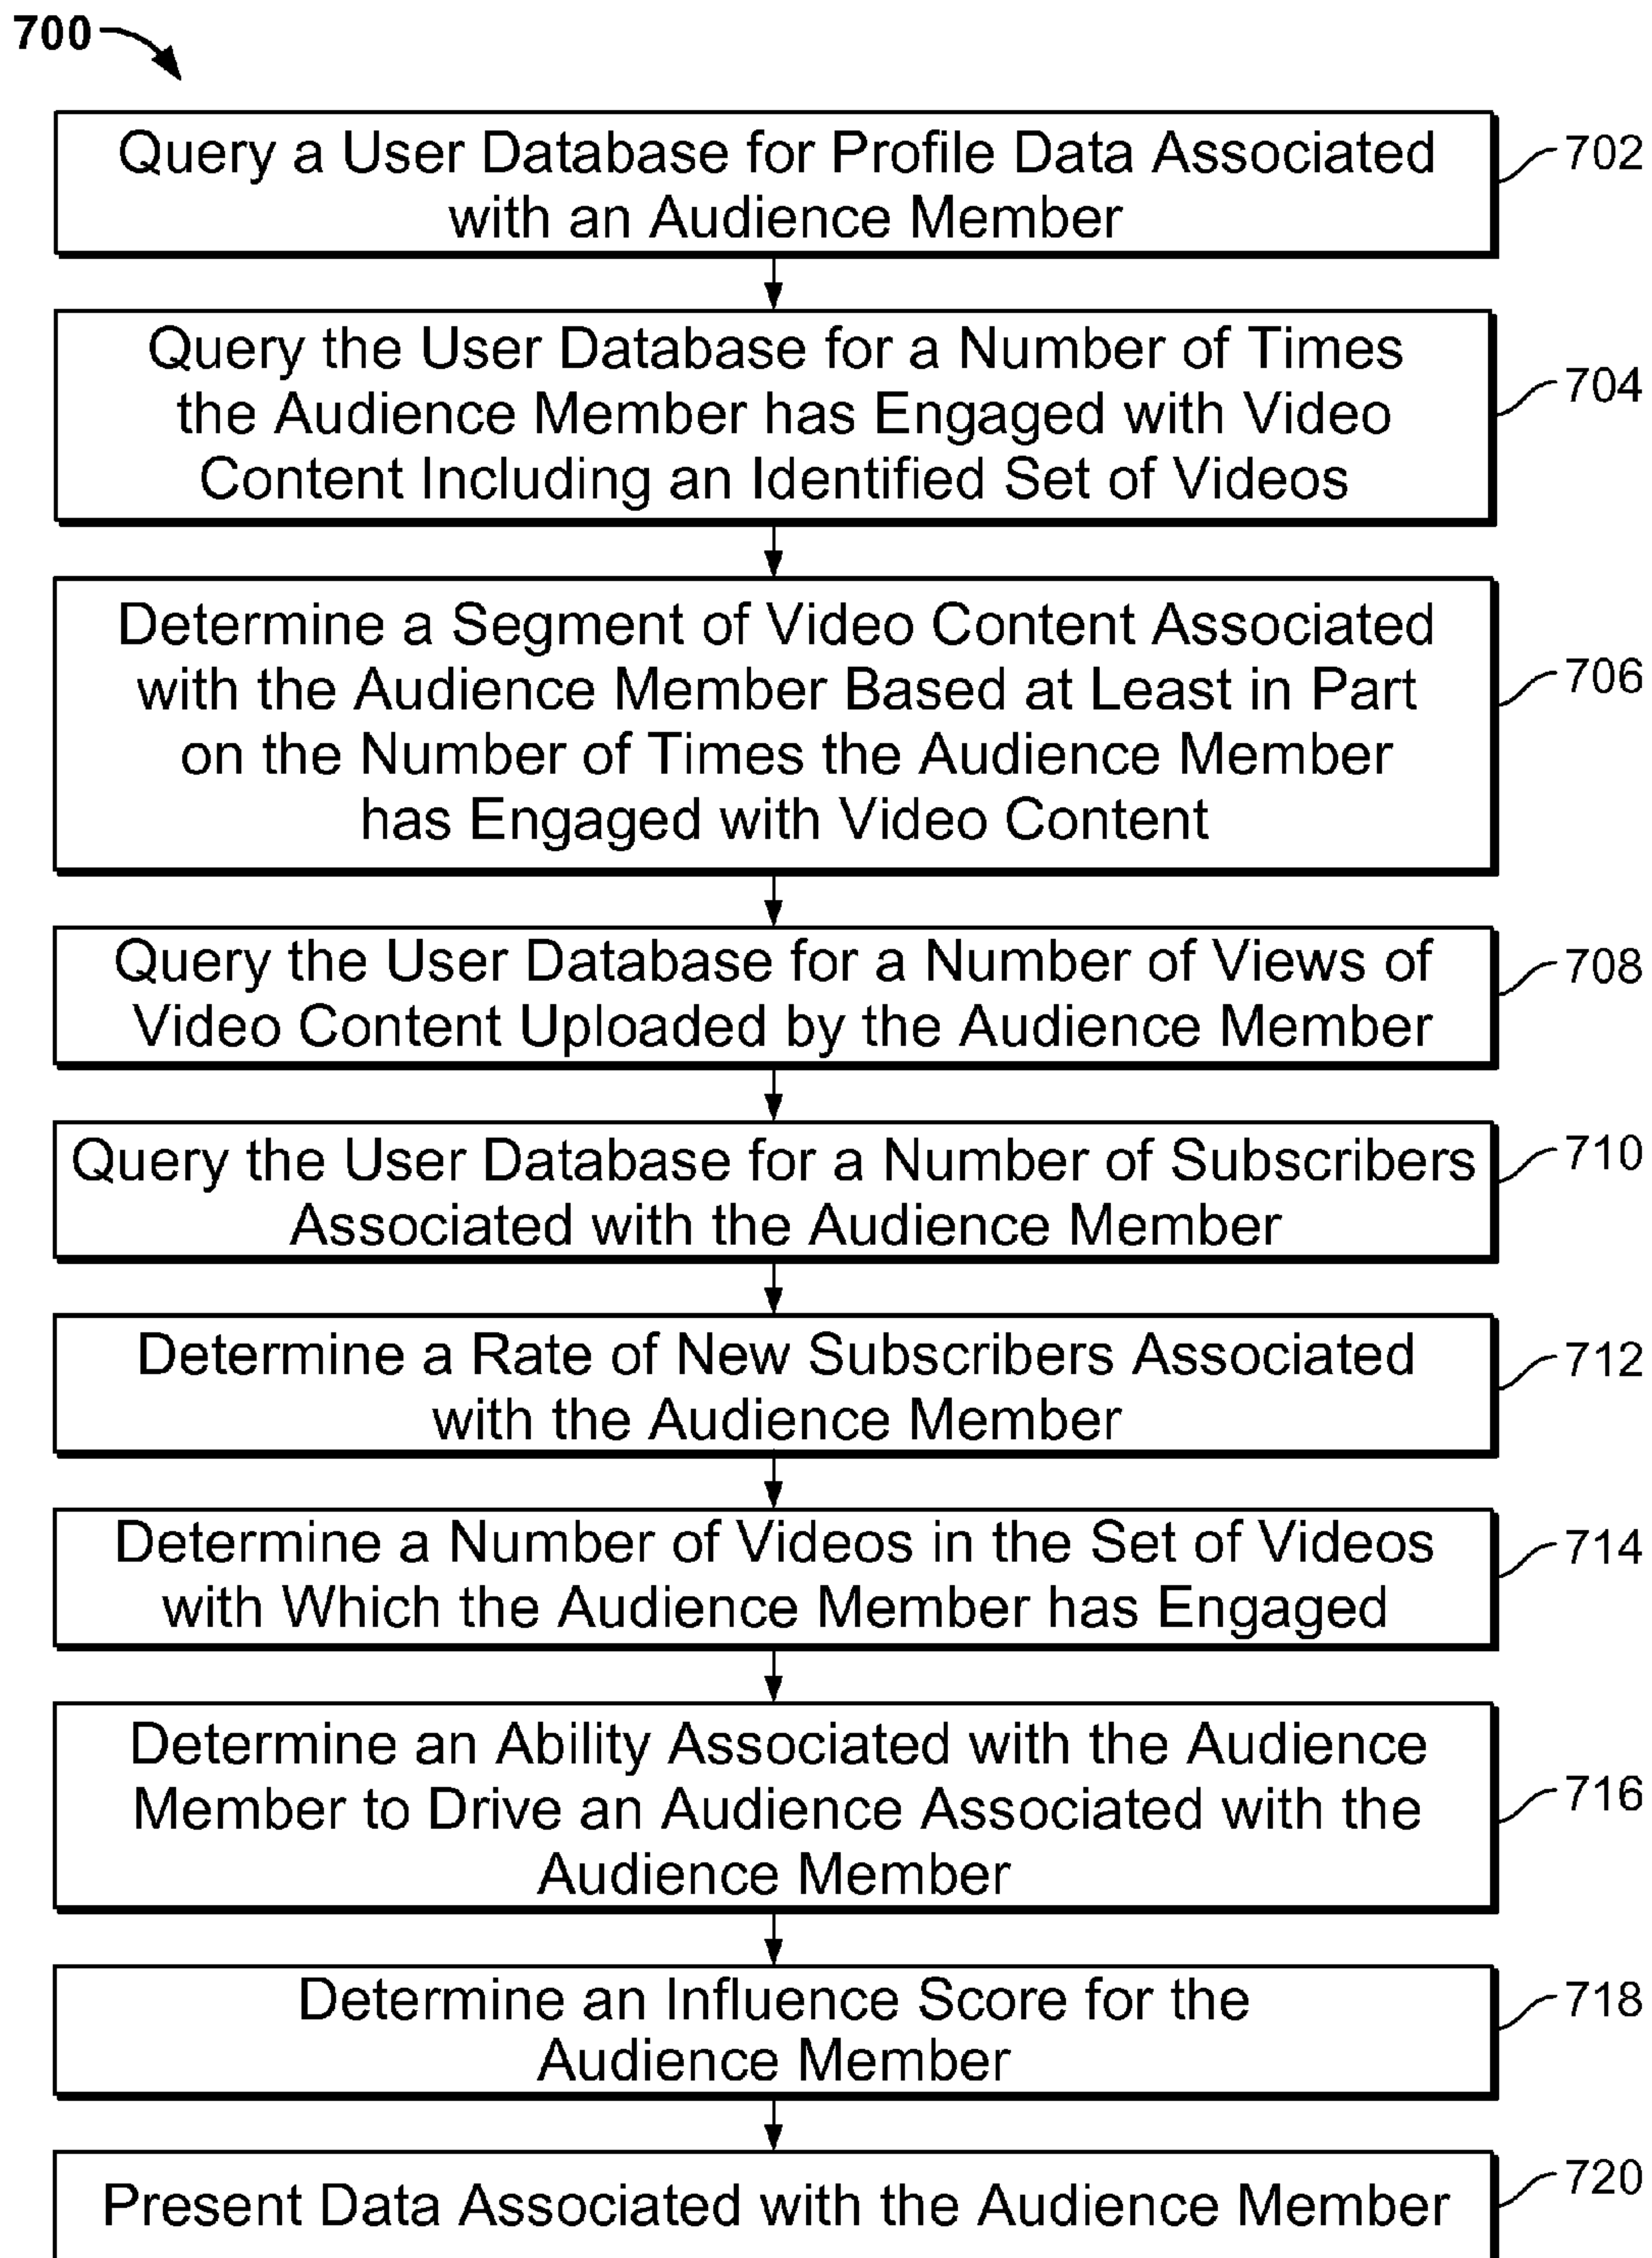 700
Query a User Database for Profile Data Associated
with an Audience Member
702
Query the User Database for a Number of Times
the Audience Member has Engaged with Video
Content Including an Identified Set of Videos
704
Determine a Segment of Video Content Associated
with the Audience Member Based at Least in Part
on the Number of Times the Audience Member
has Engaged with Video Content
706
Query the User Database for a Number of Views of
Video Content Uploaded by the Audience Member
708
Query the User Database for a Number of Subscribers
Associated with the Audience Member
710
Determine a Rate of New Subscribers Associated
with the Audience Member
712
Determine a Number of Videos in the Set of Videos
with Which the Audience Member has Engaged
714
Determine an Ability Associated with the Audience
Member to Drive an Audience Associated with the
Audience Member
716
Determine an Influence Score for the
Audience Member
718
Present Data Associated with the Audience Member
720